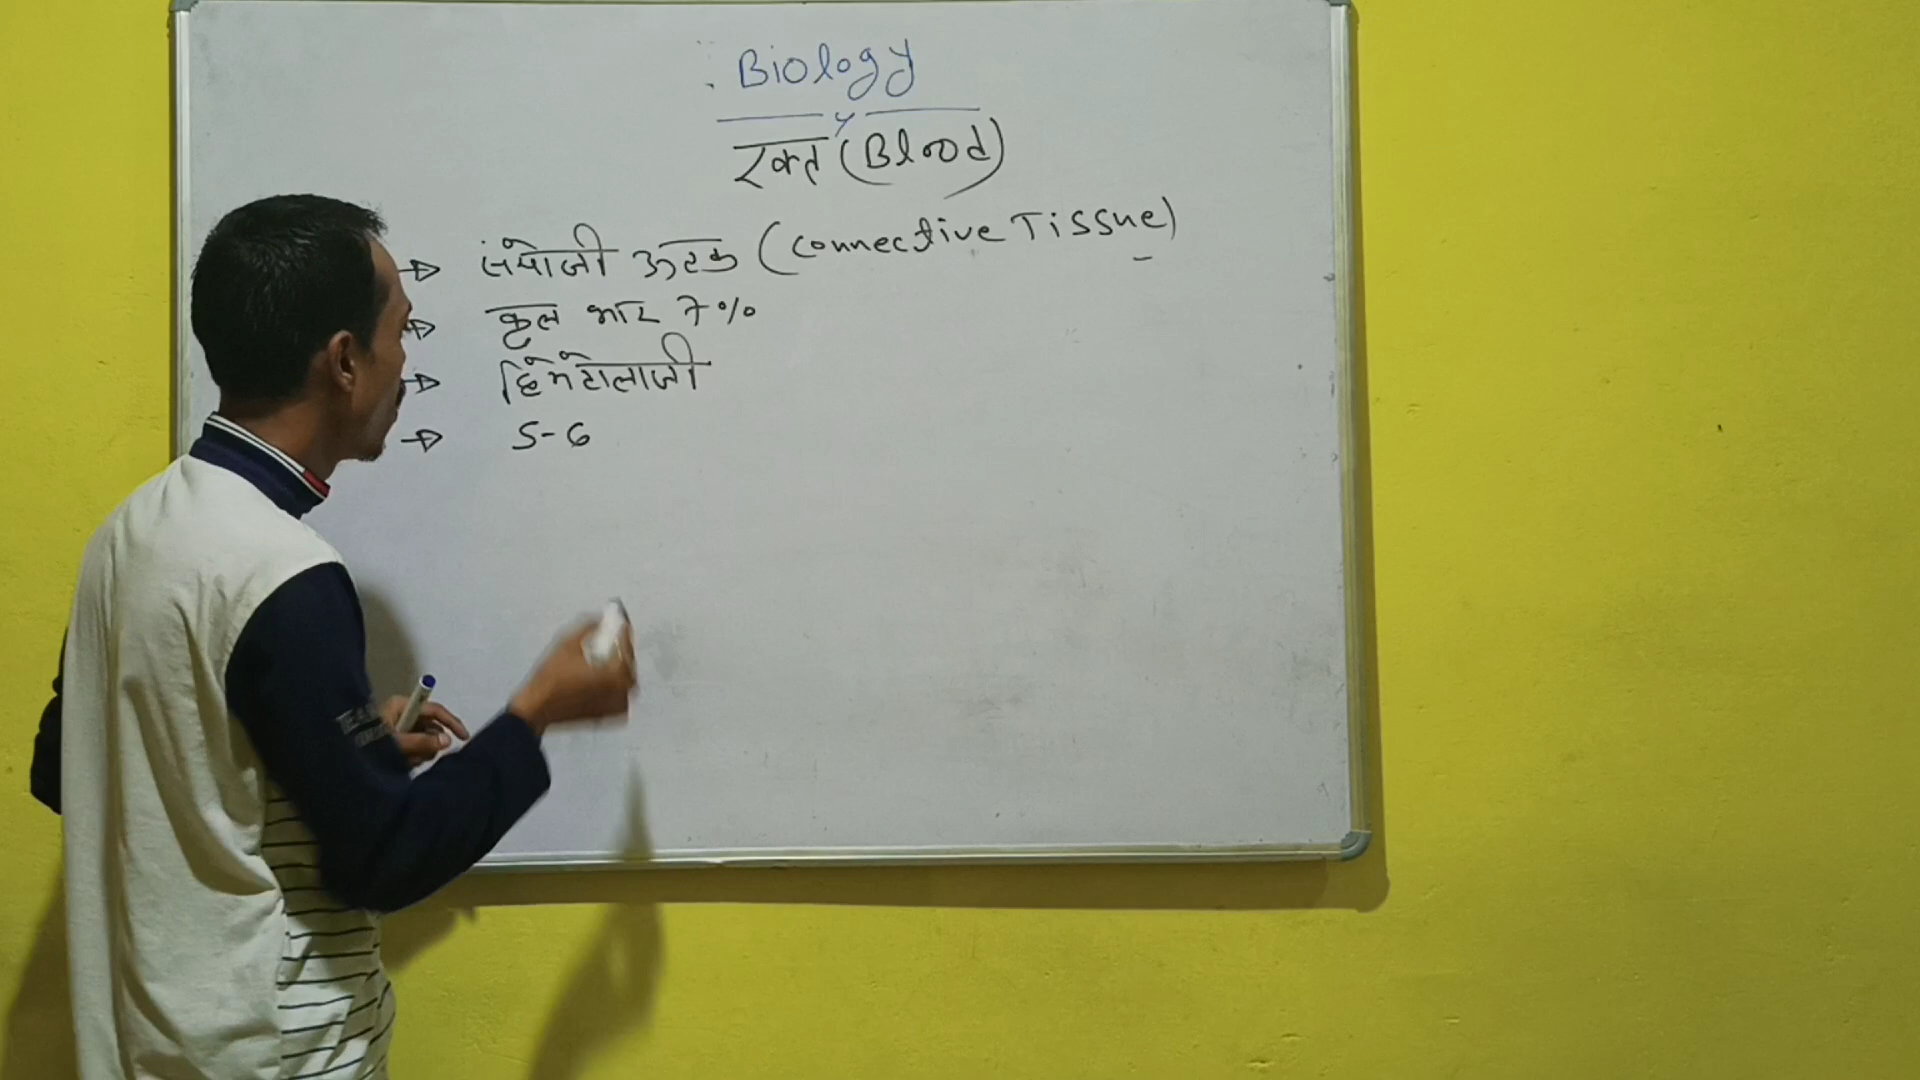 Biology
रक्त (Blood)
संयोजी ऊतक (Connective Tissue)
कुल भार 7%
हिमेटोलाजी
5-6